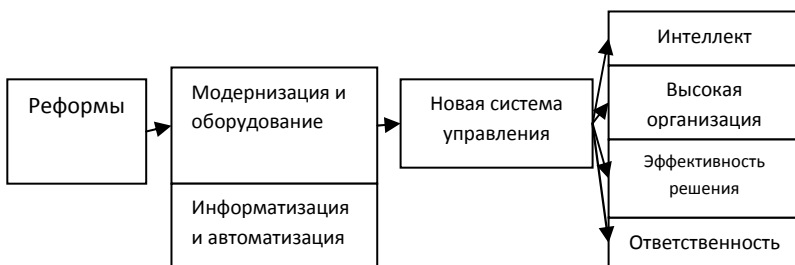 Реформы
Модернизация и
оборудование
Информатизация
и автоматизация
Новая система
управления
Интеллект
Высокая
организация
Эффективность
решения
Ответственность